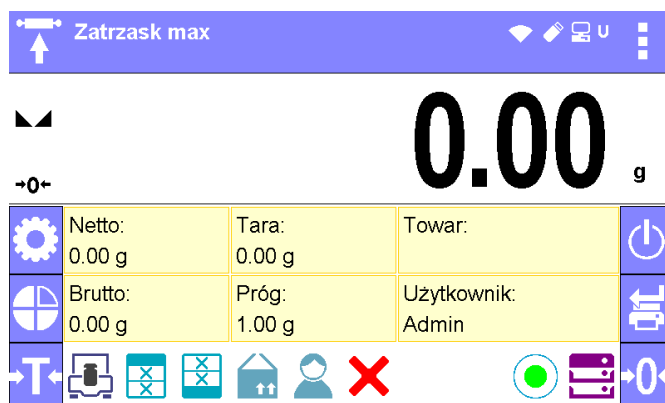 Zatrzask max
U
0.00
g
→0←
Netto:
0.00 g
Tara:
0.00 g
Towar:
Brutto:
0.00 g
Próg:
1.00 g
Użytkownik:
Admin
→T←
→0←